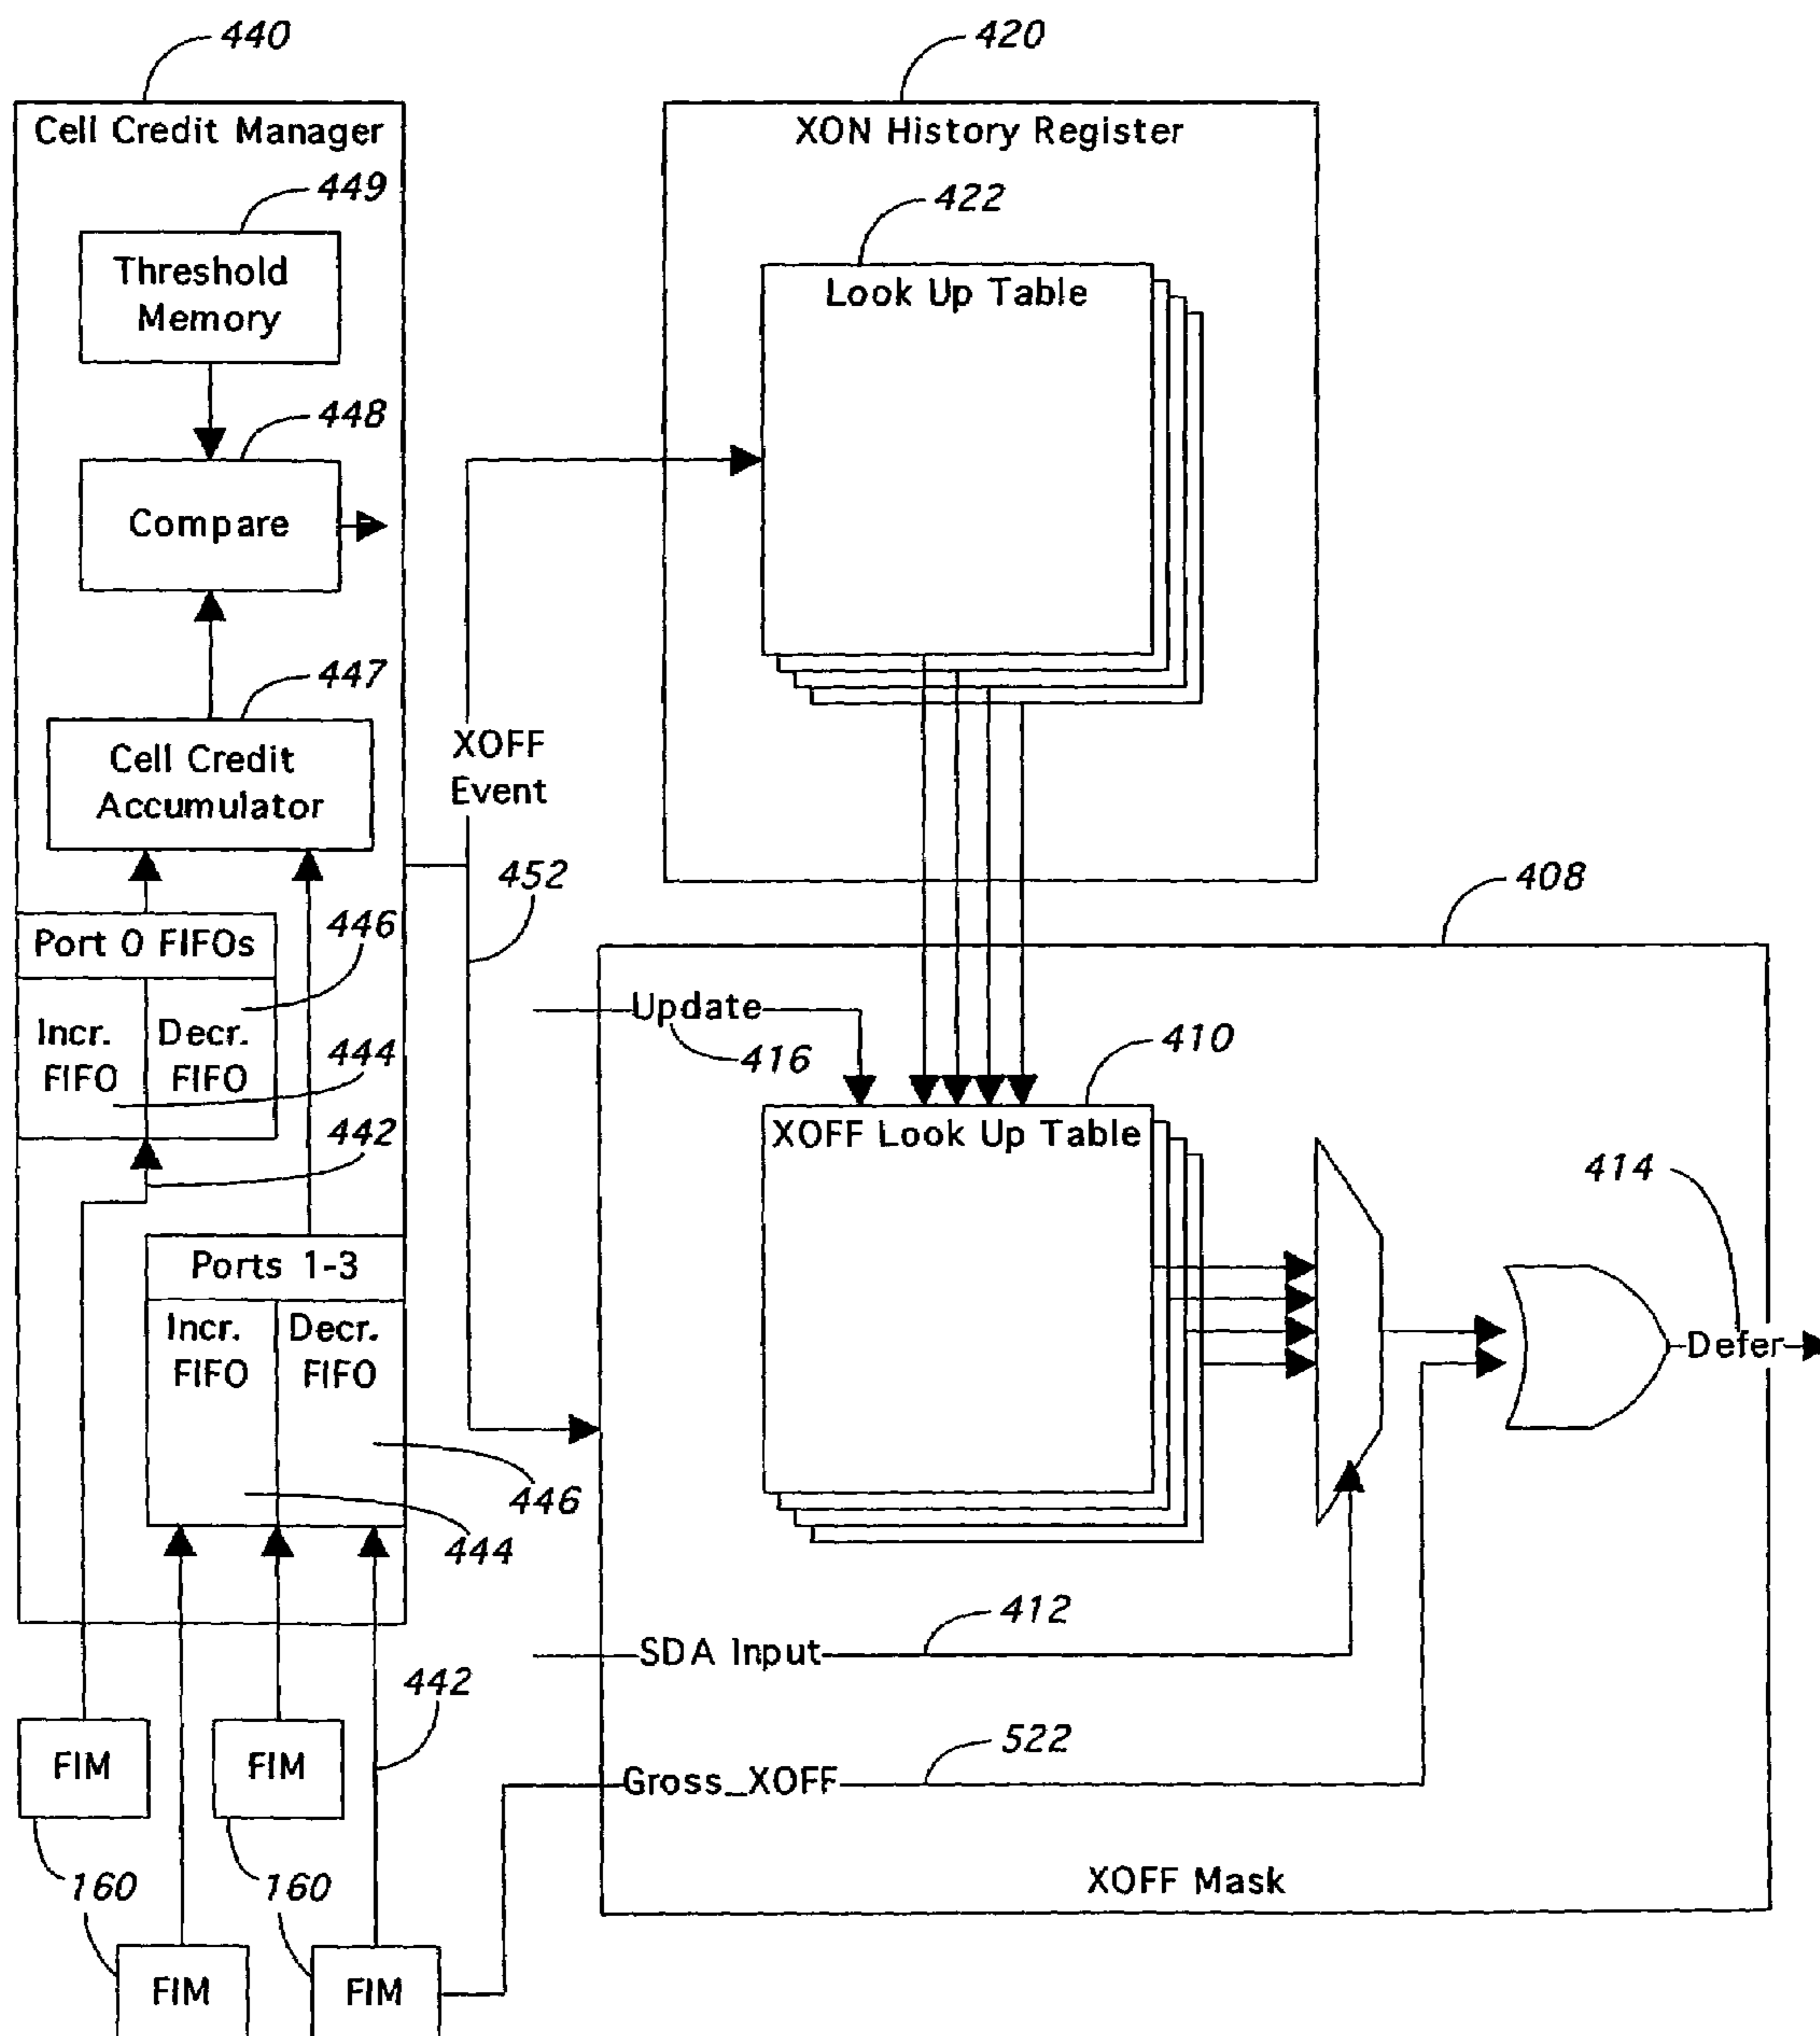 440
420
Cell Credit Manager
XON History Register
449
422
Threshold
Memory
Look Up Table
448
Compare
447
Cell Credit
Accumulator
XOFF
Event
452
408
446
Port 0 FIFOs
Update
Incr.
FIFO
Decr.
FIFO
444
416
410
442
XOFF Look Up Table
414
Ports 1-3
Incr.
FIFO
Decr.
FIFO
Defer
446
444
412
SDA Input
442
522
FIM
FIM
Gross_XOFF
160
160
XOFF Mask
FIM
FIM